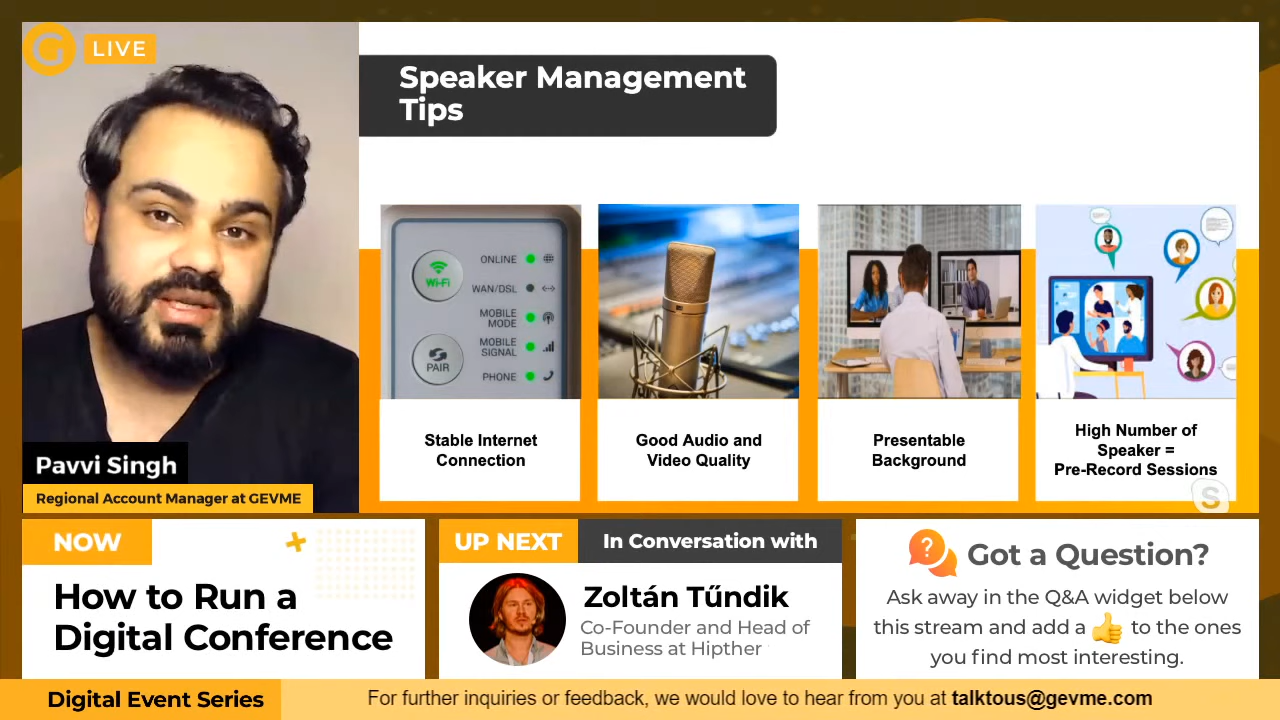 G LIVE
Speaker Management
Tips
Wi-Fi
ONLINE
WAN/DSL
MOBILE
MODE
MOBILE
SIGNAL
PAIR
PHONE
Stable Internet
Connection
Good Audio and
Video Quality
Presentable
Background
High Number of
Speaker =
Pre-Record Sessions
S
Pavvi Singh
Regional Account Manager at GEVME
NOW
How to Run a
Digital Conference
UP NEXT In Conversation with
Zoltán Tűndik
Co-Founder and Head of
Business at Hipther
Got a Question?
Ask away in the Q&A widget below
this stream and add a 👍 to the ones
you find most interesting.
Digital Event Series
For further inquiries or feedback, we would love to hear from you at talktous@gevme.com